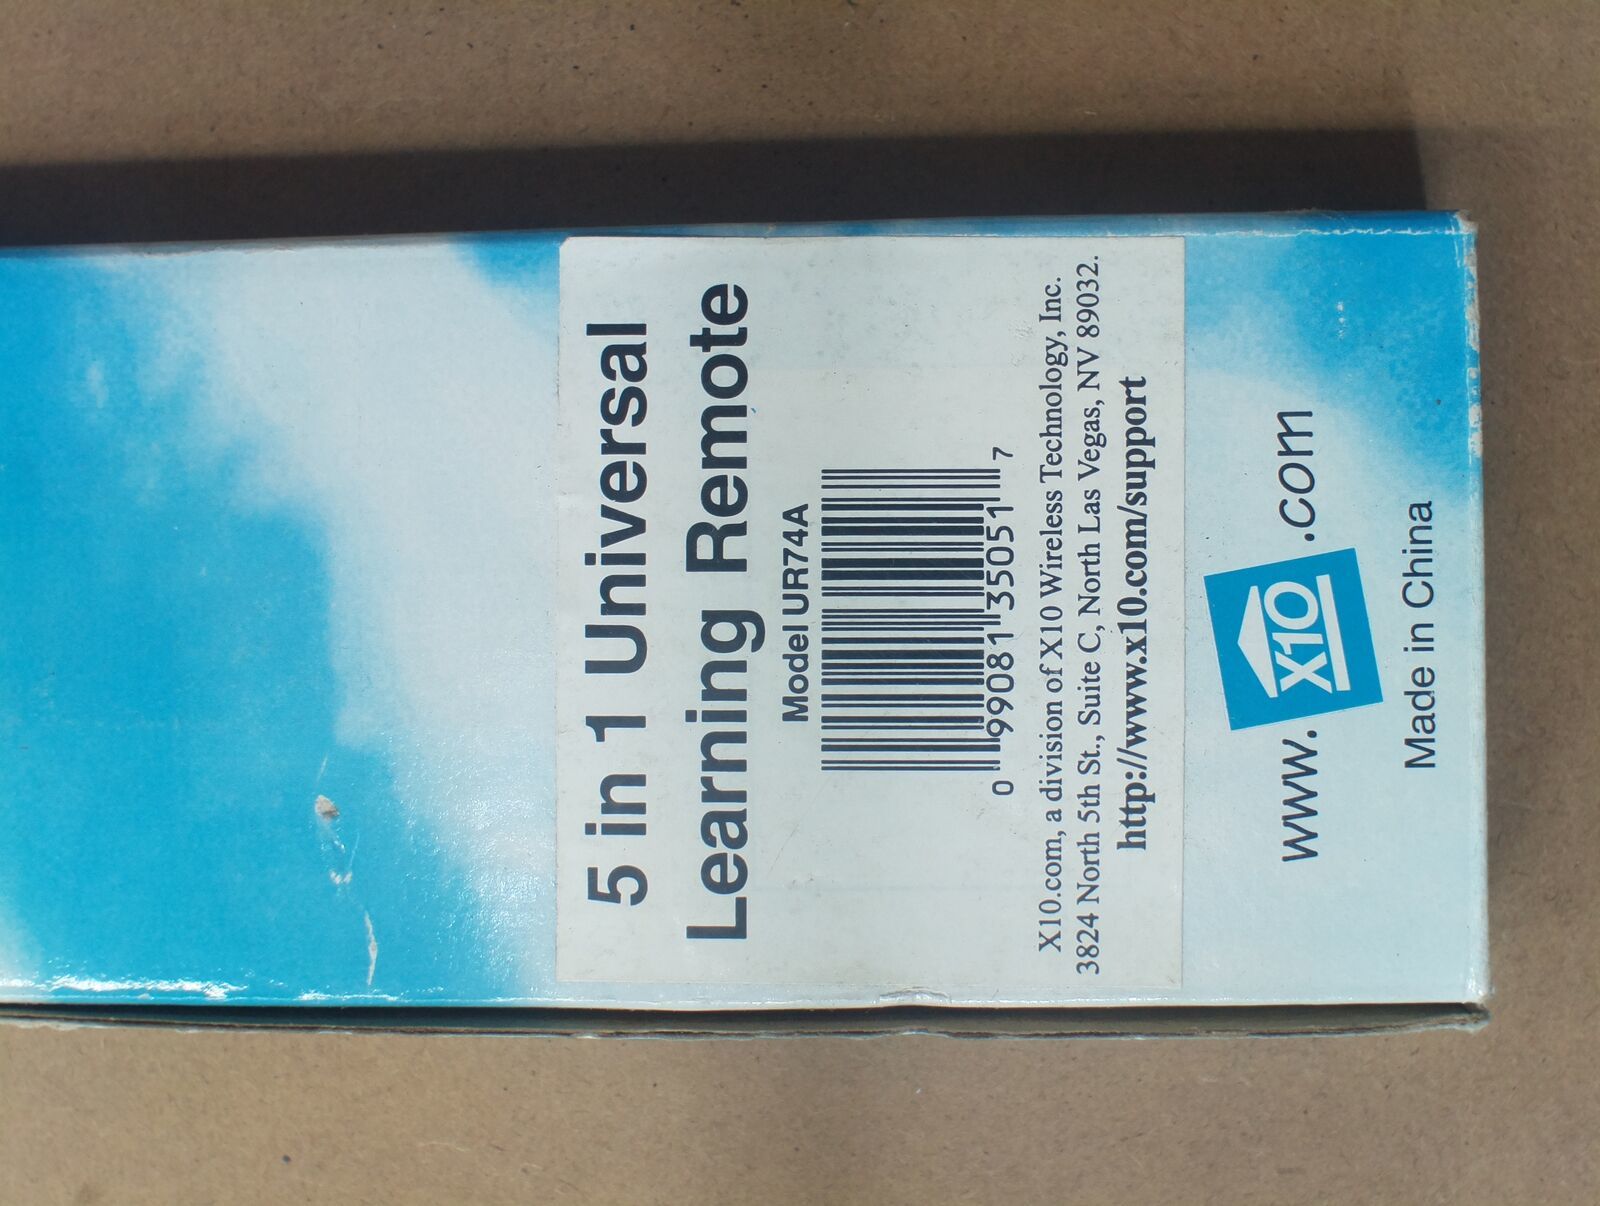 5 in 1 Universal
Learning Remote
Model UR74A
0 99081 35051 7
X10.com, a division of X10 Wireless Technology, Inc.
3824 North 5th St., Suite C, North Las Vegas, NV 89032.
http://www.x10.com/support
www.X10.com
Made in China